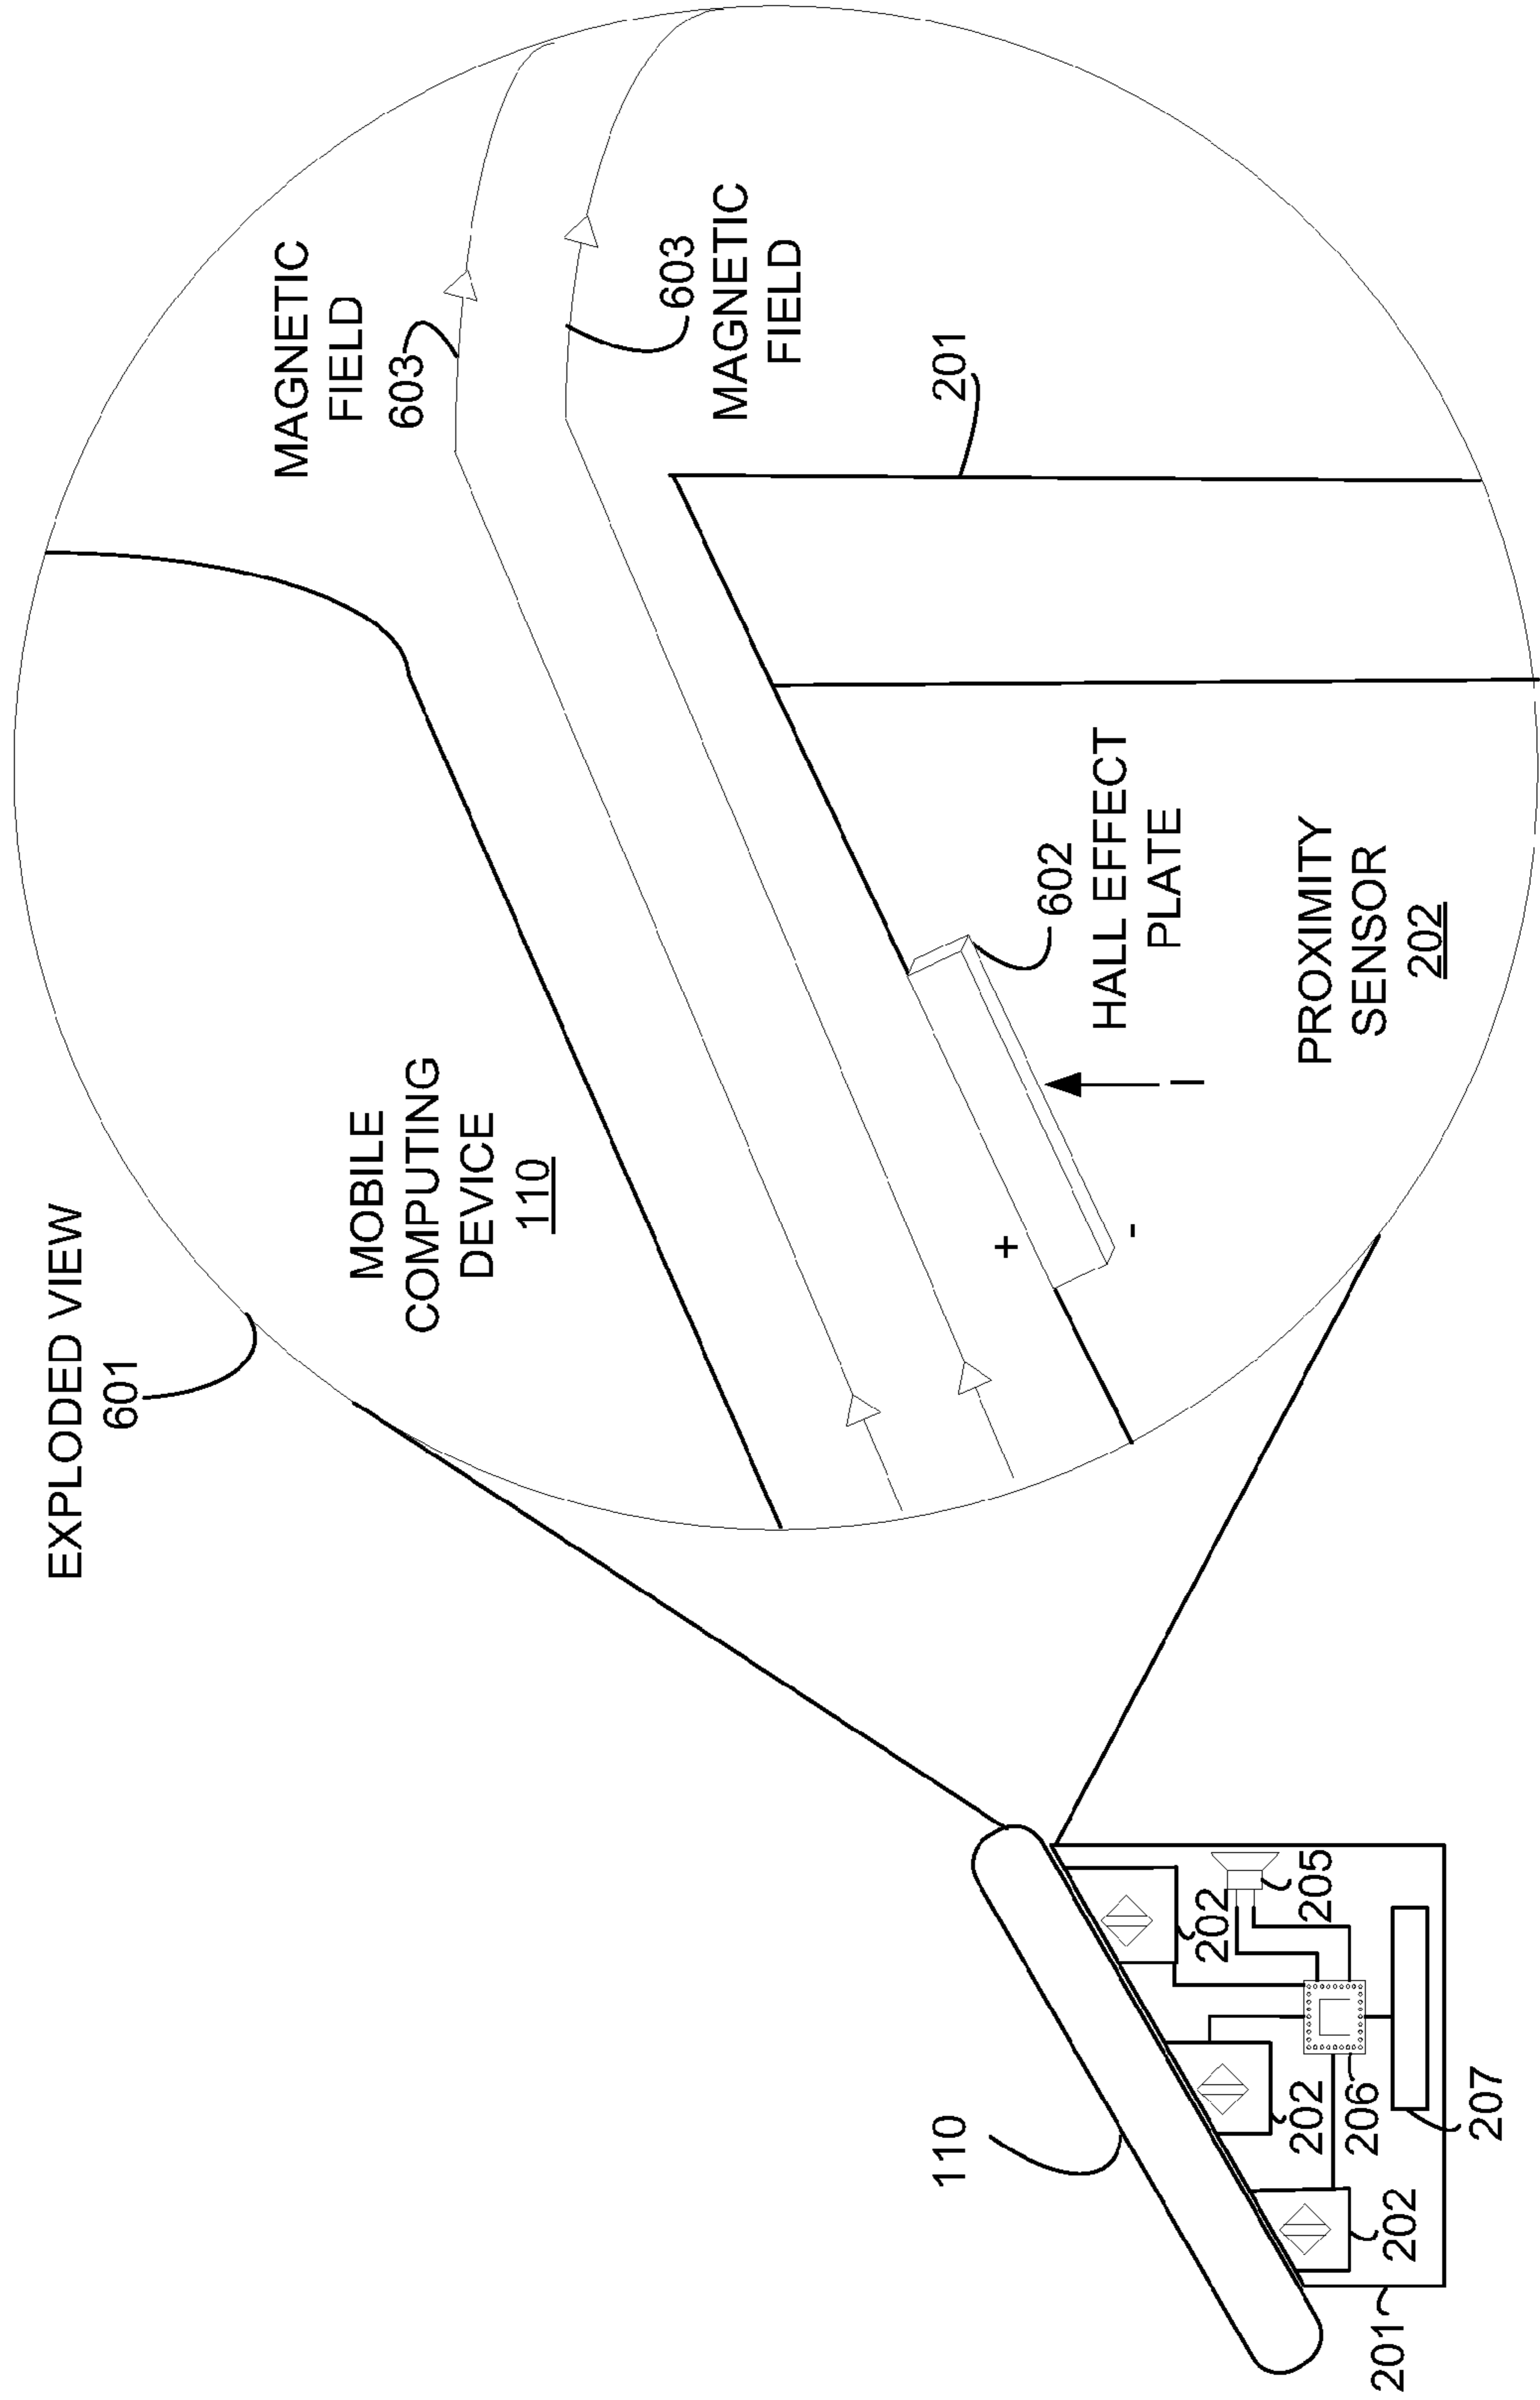 EXPLODED VIEW
601
MAGNETIC
FIELD
603
603
MAGNETIC
FIELD
MOBILE
COMPUTING
DEVICE
110
201
+
-
I
602
HALL EFFECT
PLATE
PROXIMITY
SENSOR
202
110
202
205
202
206
202
207
201